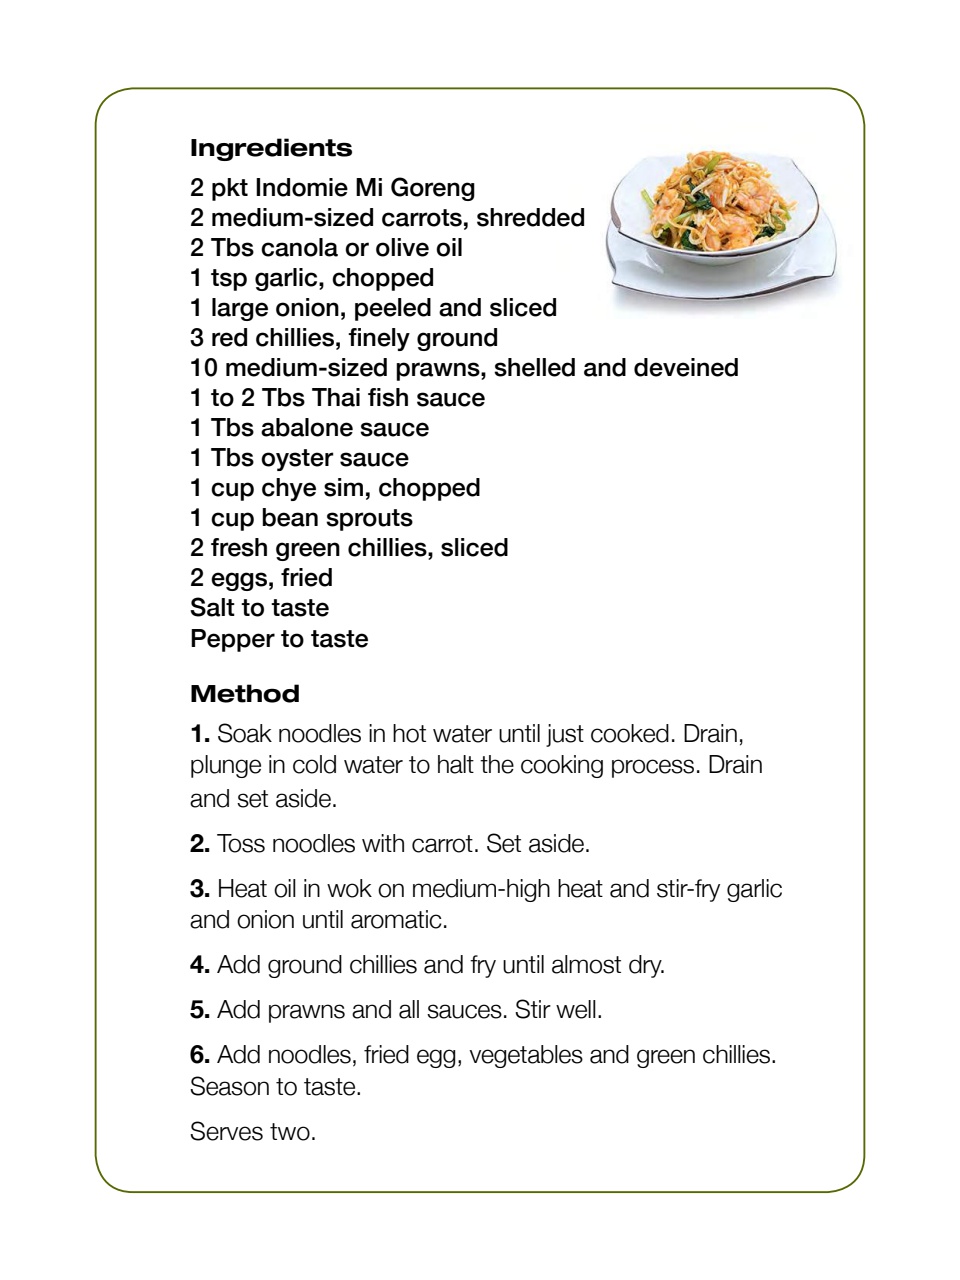 Ingredients
2 pkt Indomie Mi Goreng
2 medium-sized carrots, shredded
2 Tbs canola or olive oil
1 tsp garlic, chopped
1 large onion, peeled and sliced
3 red chillies, finely ground
10 medium-sized prawns, shelled and deveined
1 to 2 Tbs Thai fish sauce
1 Tbs abalone sauce
1 Tbs oyster sauce
1 cup chye sim, chopped
1 cup bean sprouts
2 fresh green chillies, sliced
2 eggs, fried
Salt to taste
Pepper to taste
Method
1. Soak noodles in hot water until just cooked. Drain,
plunge in cold water to halt the cooking process. Drain
and set aside.
2. Toss noodles with carrot. Set aside.
3. Heat oil in wok on medium-high heat and stir-fry garlic
and onion until aromatic.
4. Add ground chillies and fry until almost dry.
5. Add prawns and all sauces. Stir well.
6. Add noodles, fried egg, vegetables and green chillies.
Season to taste.
Serves two.